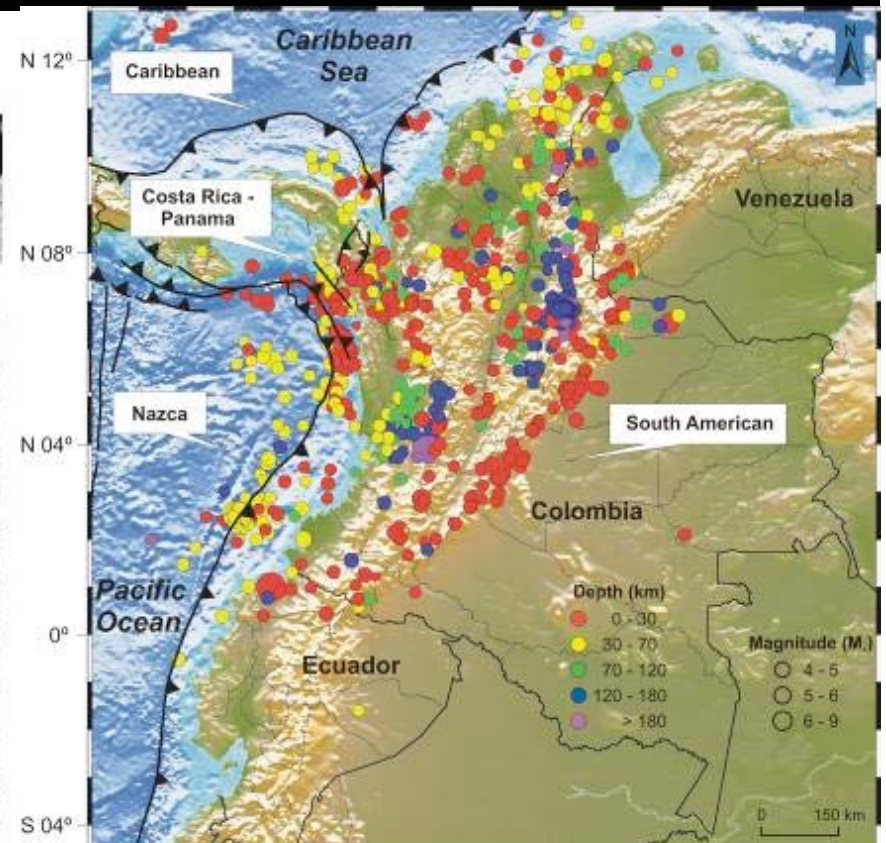 N 12º
Caribbean
Sea
N
Caribbean
Costa Rica -
Panama
Venezuela
N 08º
Nazca
South American
N 04º
Colombia
Pacific
Ocean
Depth (km)
0 - 30
30 - 70
70 - 120
120 - 180
> 180
Magnitude (M
4 - 5
5 - 6
6 - 9
0º
Ecuador
S 04º
0 150 km